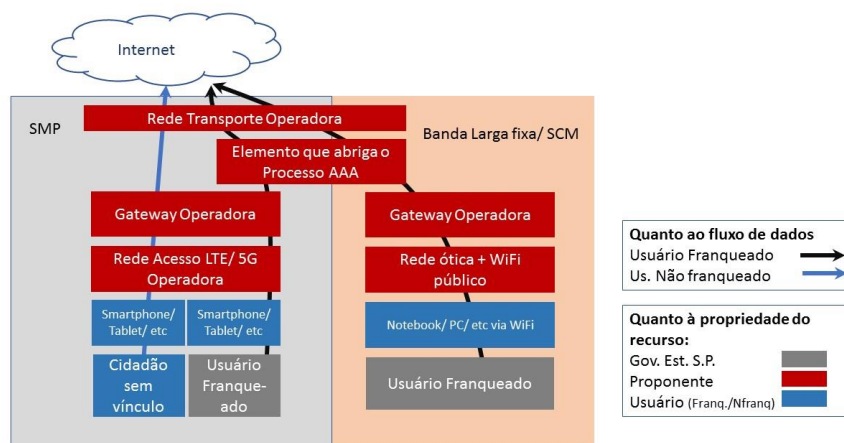 Internet
SMP
Rede Transporte Operadora
Banda Larga fixa/ SCM
Elemento que abriga o
Processo AAA
Gateway Operadora
Gateway Operadora
Rede Acesso LTE/ 5G
Operadora
Rede ótica + WiFi
público
Smartphone/
Tablet/ etc
Smartphone/
Tablet/ etc
Notebook/ PC/ etc via WiFi
Cidadão
sem
vínculo
Usuário
Franque-
ado
Usuário Franqueado
Quanto ao fluxo de dados
Usuário Franqueado
Us. Não franqueado
Quanto à propriedade do
recurso:
Gov. Est. S.P.
Proponente
Usuário (Franq./Nfranq)